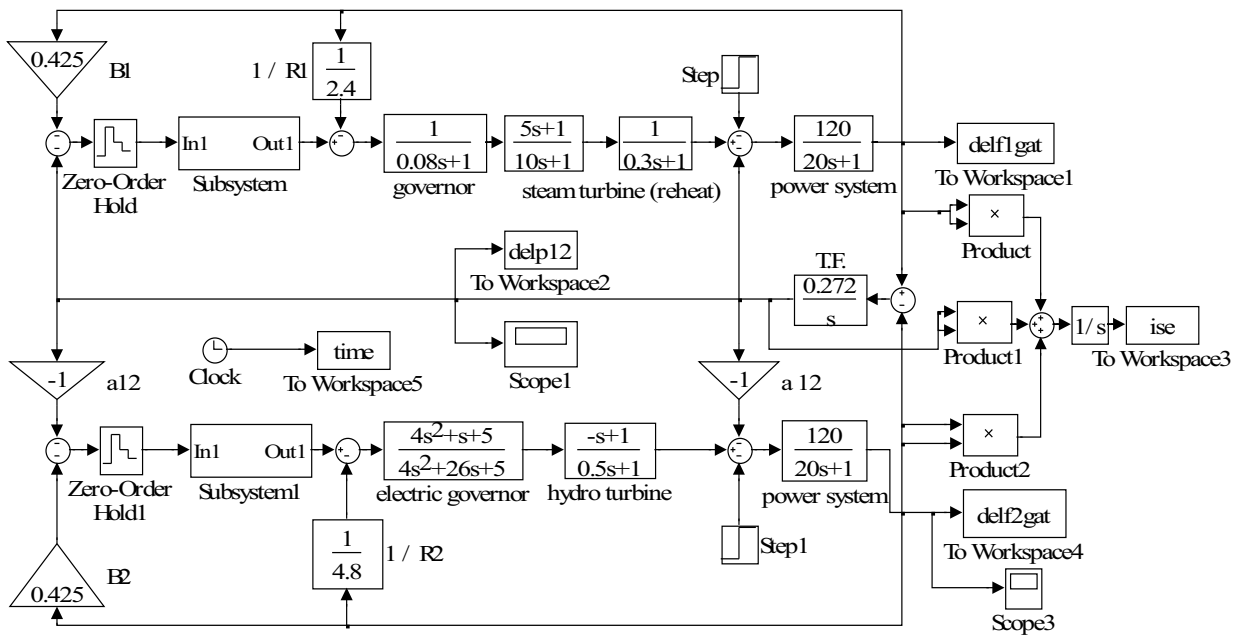 0.425
B1
1 / R1
1
2.4
Step
In1
Out1
Zero-Order
Hold
Subsystem
1
0.08s+1
governor
5s+1
10s+1
1
0.3s+1
steam turbine (reheat)
120
20s+1
power system
delf1gat
To Workspace1
×
Product
delp12
To Workspace2
T.F.
0.272
s
×
Product1
1/s
ise
To Workspace3
Clock
time
To Workspace5
Scope1
-1
a12
-1
a 12
In1
Out1
Zero-Order
Hold1
Subsystem1
4s2+s+5
4s2+26s+5
electric governor
-s+1
0.5s+1
hydro turbine
120
20s+1
power system
×
Product2
delf2gat
To Workspace4
Scope3
1
4.8
1 / R2
Step1
B2
0.425